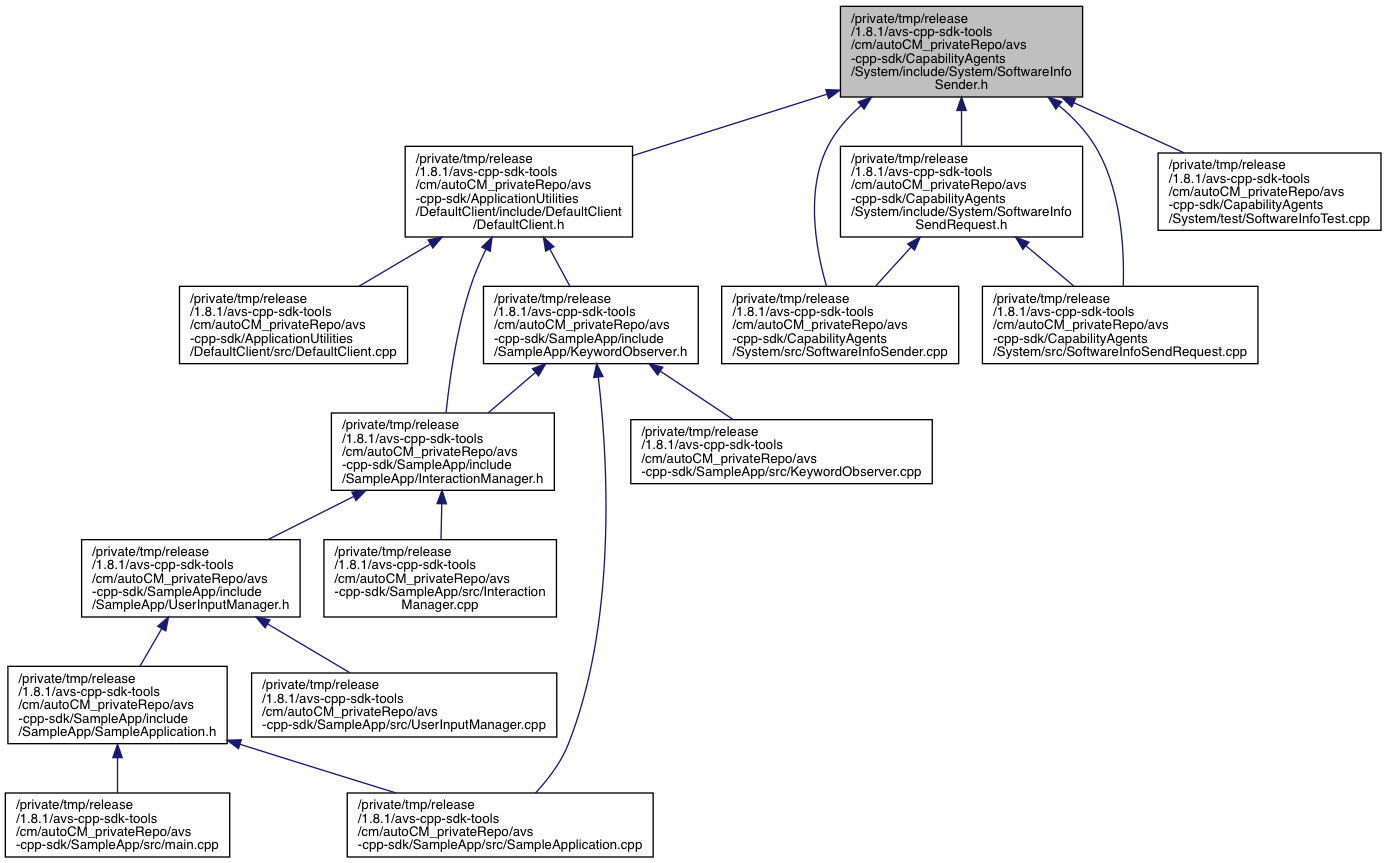 /private/tmp/release
/1.8.1/avs-cpp-sdk-tools
/cm/autoCM_privateRepo/avs
-cpp-sdk/CapabilityAgents
/System/include/System/SoftwareInfo
Sender.h
/private/tmp/release
/1.8.1/avs-cpp-sdk-tools
/cm/autoCM_privateRepo/avs
-cpp-sdk/ApplicationUtilities
/DefaultClient/include/DefaultClient
/DefaultClient.h
/private/tmp/release
/1.8.1/avs-cpp-sdk-tools
/cm/autoCM_privateRepo/avs
-cpp-sdk/CapabilityAgents
/System/include/System/SoftwareInfo
SendRequest.h
/private/tmp/release
/1.8.1/avs-cpp-sdk-tools
/cm/autoCM_privateRepo/avs
-cpp-sdk/CapabilityAgents
/System/test/SoftwareInfoTest.cpp
/private/tmp/release
/1.8.1/avs-cpp-sdk-tools
/cm/autoCM_privateRepo/avs
-cpp-sdk/ApplicationUtilities
/DefaultClient/src/DefaultClient.cpp
/private/tmp/release
/1.8.1/avs-cpp-sdk-tools
/cm/autoCM_privateRepo/avs
-cpp-sdk/SampleApp/include
/SampleApp/KeywordObserver.h
/private/tmp/release
/1.8.1/avs-cpp-sdk-tools
/cm/autoCM_privateRepo/avs
-cpp-sdk/CapabilityAgents
/System/src/SoftwareInfoSender.cpp
/private/tmp/release
/1.8.1/avs-cpp-sdk-tools
/cm/autoCM_privateRepo/avs
-cpp-sdk/CapabilityAgents
/System/src/SoftwareInfoSendRequest.cpp
/private/tmp/release
/1.8.1/avs-cpp-sdk-tools
/cm/autoCM_privateRepo/avs
-cpp-sdk/SampleApp/include
/SampleApp/InteractionManager.h
/private/tmp/release
/1.8.1/avs-cpp-sdk-tools
/cm/autoCM_privateRepo/avs
-cpp-sdk/SampleApp/src/KeywordObserver.cpp
/private/tmp/release
/1.8.1/avs-cpp-sdk-tools
/cm/autoCM_privateRepo/avs
-cpp-sdk/SampleApp/include
/SampleApp/UserInputManager.h
/private/tmp/release
/1.8.1/avs-cpp-sdk-tools
/cm/autoCM_privateRepo/avs
-cpp-sdk/SampleApp/src/Interaction
Manager.cpp
/private/tmp/release
/1.8.1/avs-cpp-sdk-tools
/cm/autoCM_privateRepo/avs
-cpp-sdk/SampleApp/include
/SampleApp/SampleApplication.h
/private/tmp/release
/1.8.1/avs-cpp-sdk-tools
/cm/autoCM_privateRepo/avs
-cpp-sdk/SampleApp/src/UserInputManager.cpp
/private/tmp/release
/1.8.1/avs-cpp-sdk-tools
/cm/autoCM_privateRepo/avs
-cpp-sdk/SampleApp/src/main.cpp
/private/tmp/release
/1.8.1/avs-cpp-sdk-tools
/cm/autoCM_privateRepo/avs
-cpp-sdk/SampleApp/src/SampleApplication.cpp